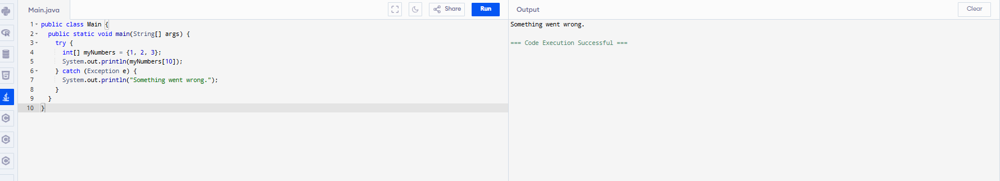 Main.java
Share
Run
Output
Clear
1 public class Main {
2 public static void main(String[] args) {
3 try {
4 int[] myNumbers = {1, 2, 3};
5 System.out.println(myNumbers[10]);
6 } catch (Exception e) {
7 System.out.println("Something went wrong.");
8 }
9 }
10 }
Something went wrong.
=== Code Execution Successful ===